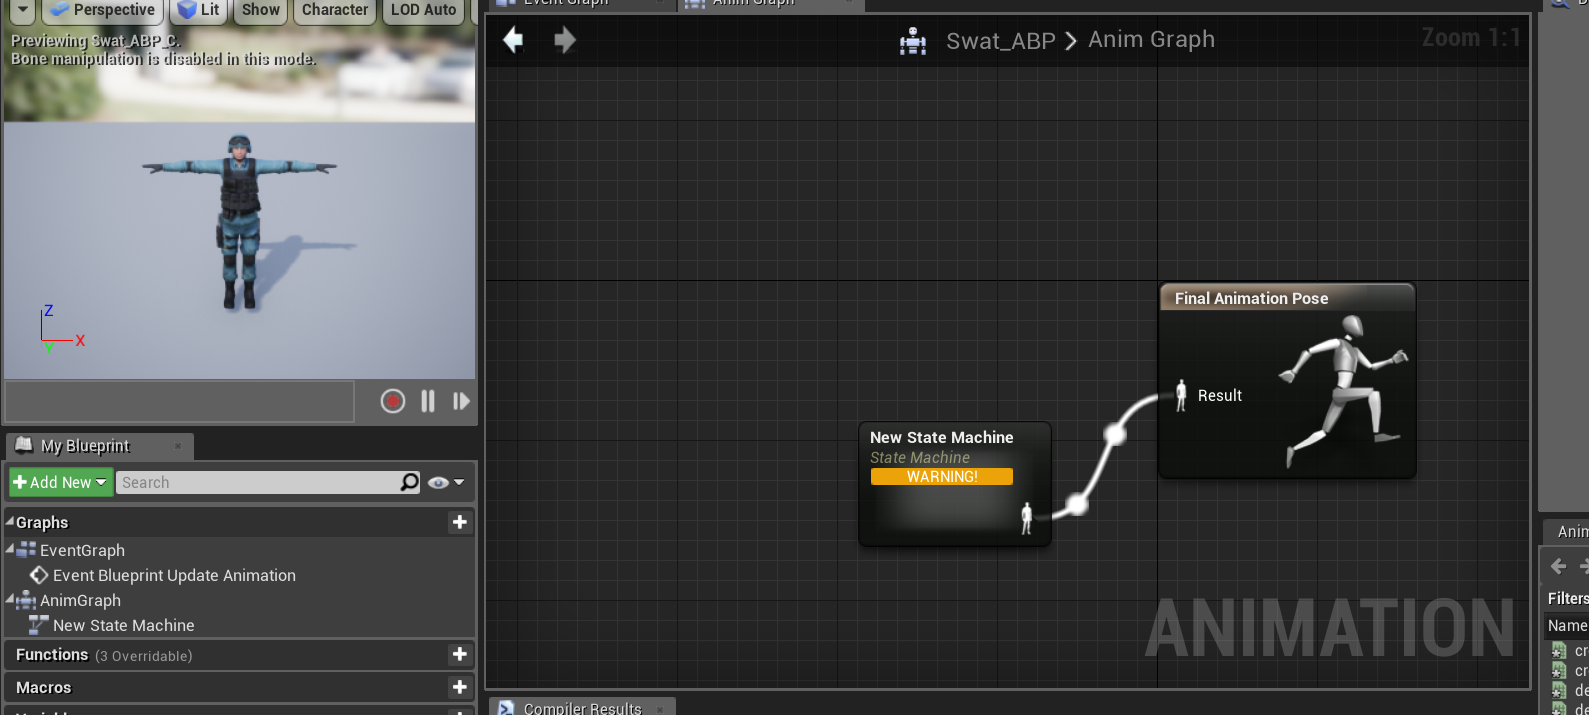 Perspective
Lit
Show
Character
LOD Auto
Previewing Swat_ABP_C.
Bone manipulation is disabled in this mode.
Z
X
Y
My Blueprint
Add New
Search
Graphs
EventGraph
Event Blueprint Update Animation
AnimGraph
New State Machine
Functions (3 Overridable)
Macros
Event Graph
Anim Graph
Swat_ABP > Anim Graph
Zoom 1:1
Final Animation Pose
Result
New State Machine
State Machine
WARNING!
ANIMATION
Compiler Results
Anim
Filters
Name
cr
cr
de
de